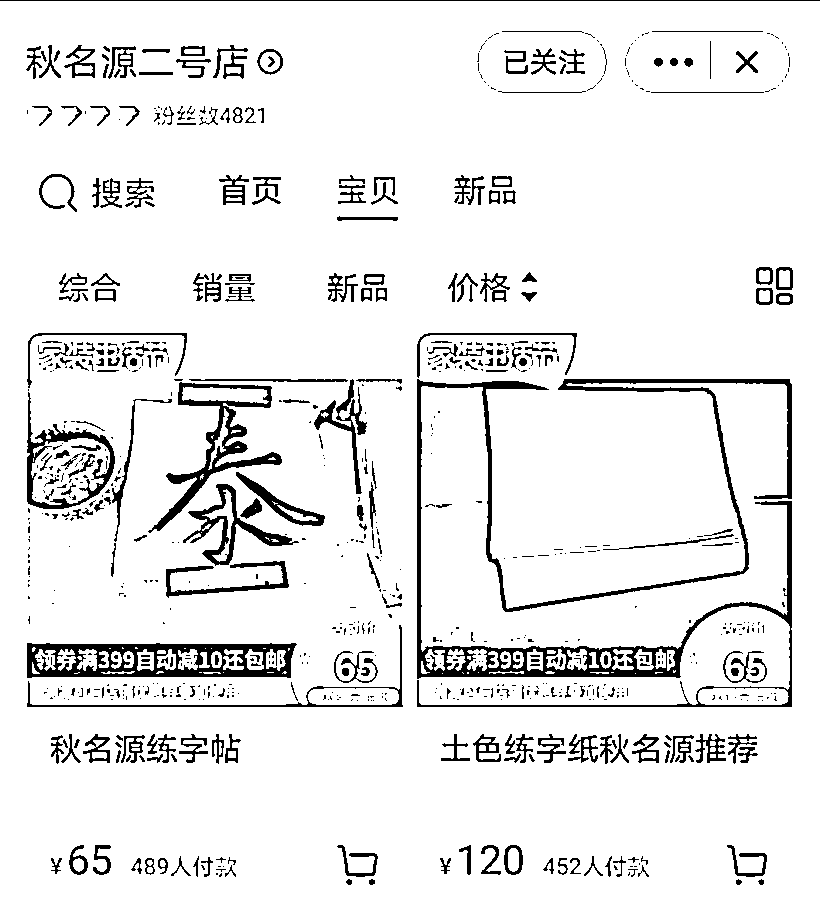 秋名源二号店
已关注
粉丝数4821
搜索 首页 宝贝 新品
综合 销量 新品 价格
家装生活节 家装生活节
泰
领券满399自动减10还包邮 领券满399自动减10还包邮
65 65
秋名源练字帖 土色练字纸秋名源推荐
¥65 489人付款 ¥120 452人付款